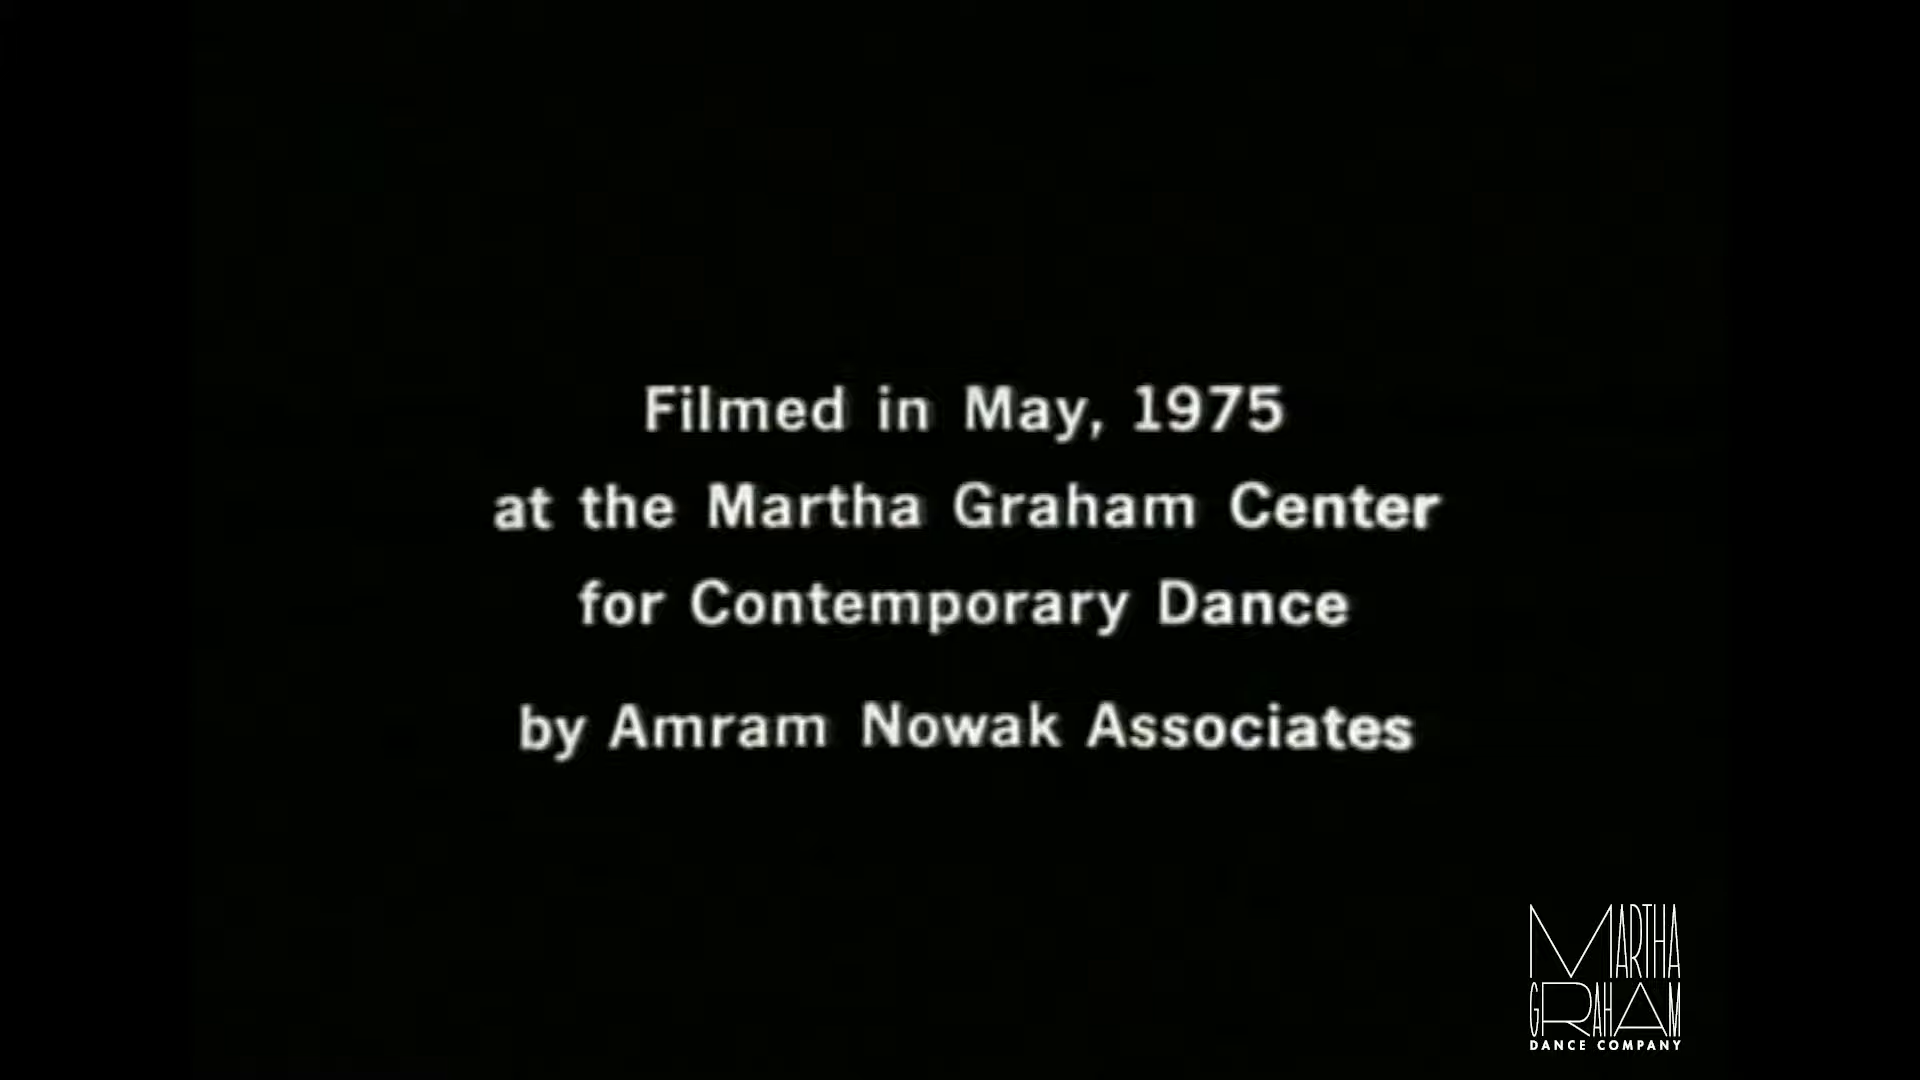 Filmed in May, 1975
at the Martha Graham Center
for Contemporary Dance
by Amram Nowak Associates
MARTHA
GRAHAM
DANCE COMPANY